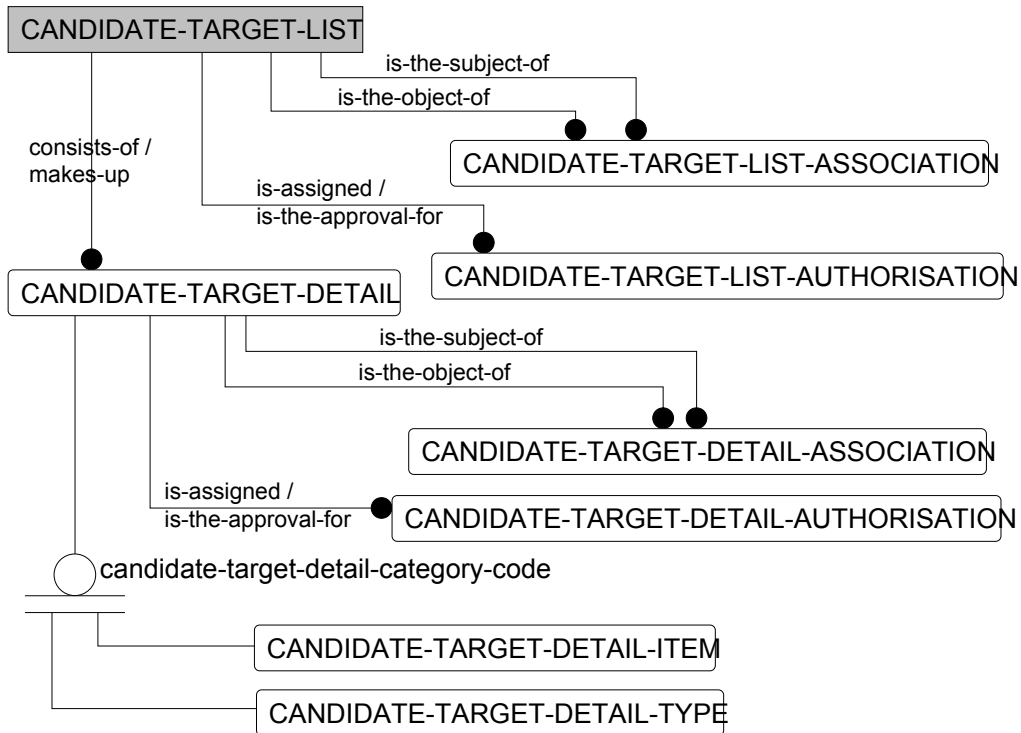 CANDIDATE-TARGET-LIST
is-the-subject-of
is-the-object-of
consists-of /
makes-up
CANDIDATE-TARGET-LIST-ASSOCIATION
is-assigned /
is-the-approval-for
CANDIDATE-TARGET-LIST-AUTHORISATION
CANDIDATE-TARGET-DETAIL
is-the-subject-of
is-the-object-of
CANDIDATE-TARGET-DETAIL-ASSOCIATION
is-assigned /
is-the-approval-for
CANDIDATE-TARGET-DETAIL-AUTHORISATION
candidate-target-detail-category-code
CANDIDATE-TARGET-DETAIL-ITEM
CANDIDATE-TARGET-DETAIL-TYPE